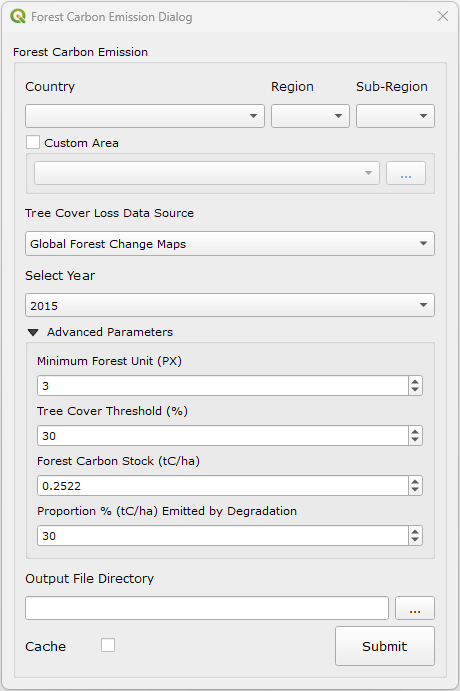 Forest Carbon Emission Dialog
Forest Carbon Emission
Country Region Sub-Region
Custom Area
...
Tree Cover Loss Data Source
Global Forest Change Maps
Select Year
2015
Advanced Parameters
Minimum Forest Unit (PX)
3
Tree Cover Threshold (%)
30
Forest Carbon Stock (tC/ha)
0.2522
Proportion % (tC/ha) Emitted by Degradation
30
Output File Directory
...
Cache Submit